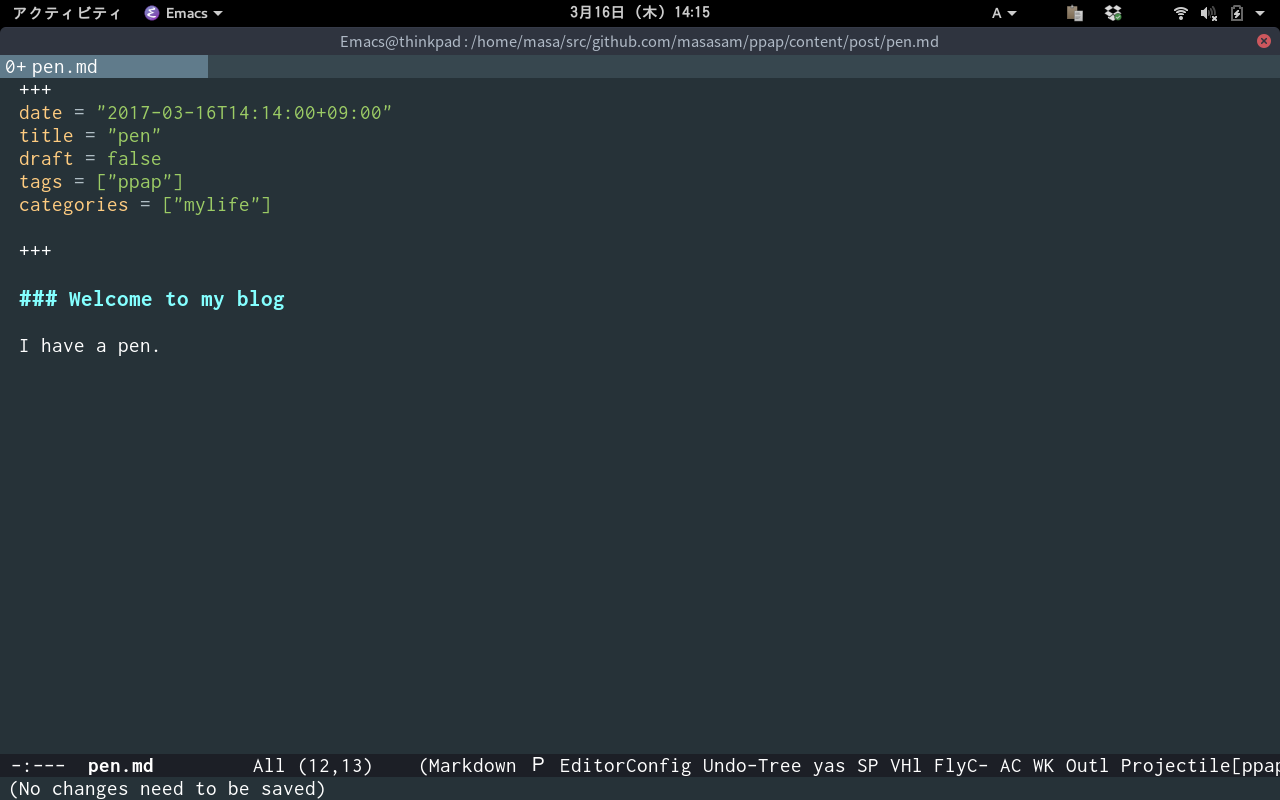 アクティビティ Emacs 3月16日 (木) 14:15 A
Emacs@thinkpad:/home/masa/src/github.com/masasam/ppap/content/post/pen.md
0+ pen.md
+++
date = "2017-03-16T14:14:00+09:00"
title = "pen"
draft = false
tags = ["ppap"]
categories = ["mylife"]
+++
### Welcome to my blog
I have a pen.
-:--- pen.md All (12,13) (Markdown P EditorConfig Undo-Tree yas SP VHl FlyC- AC WK Outl Projectile[ppap
(No changes need to be saved)